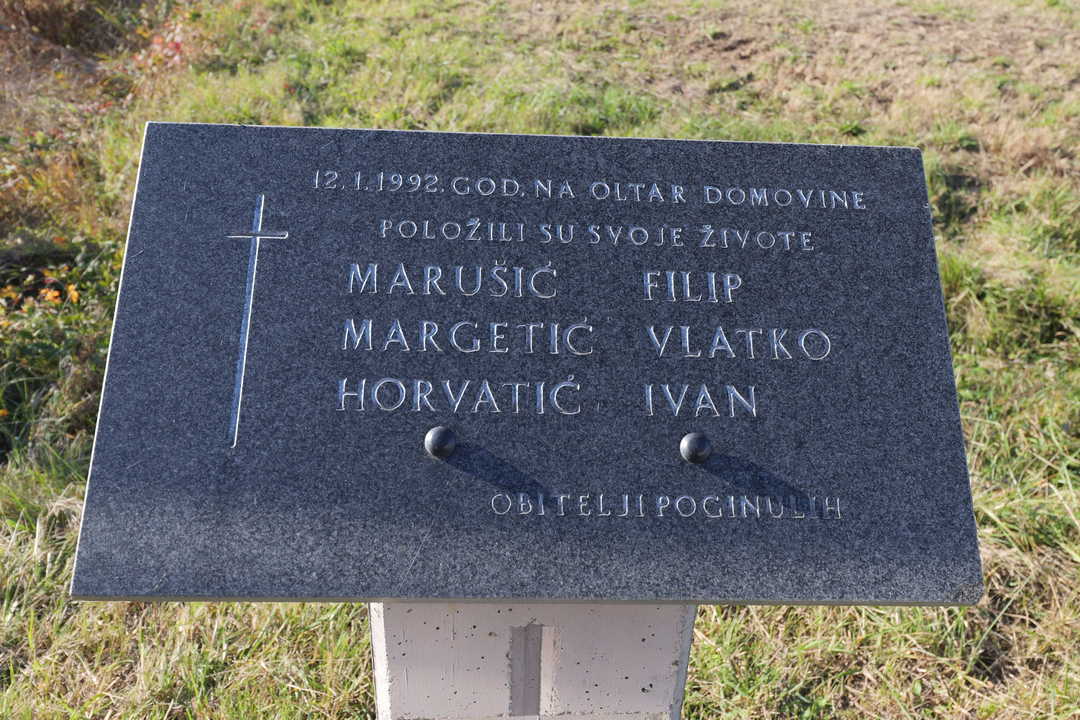 12.1.1992.GOD.NA OLTAR DOMOVINE
POLOŽILI SU SVOJE ŽIVOTE
MARUŠIĆ FILIP
MARGETIĆ VLATKO
HORVATIĆ IVAN
OBITELJI POGINULIH